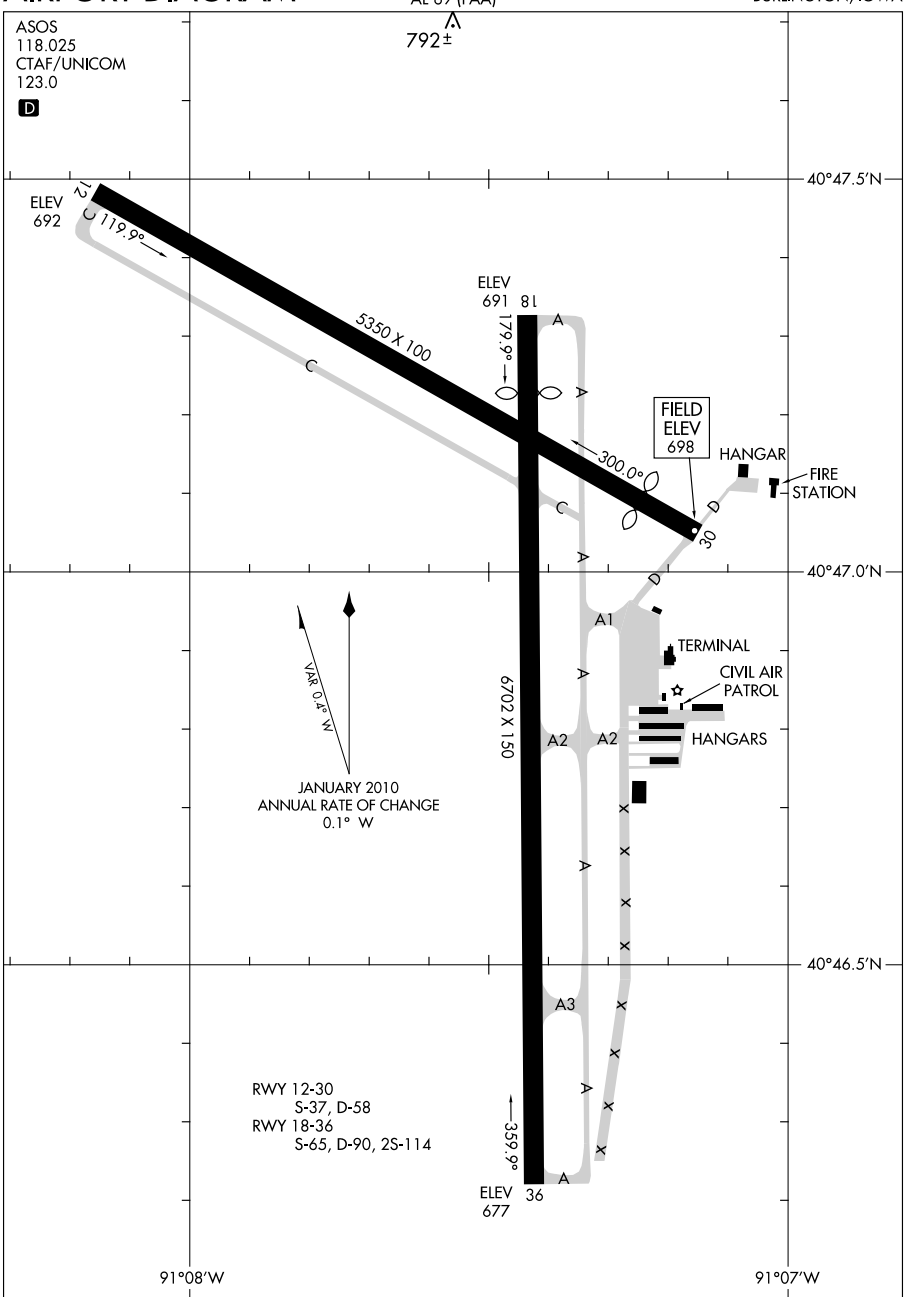 ASOS
118.025
CTAF/UNICOM
123.0
D
792±
40°47.5'N
12
ELEV
692
C
119.9°
ELEV
691
18
A
179.9°
5350 X 100
C
A
FIELD
ELEV
698
HANGAR
FIRE
STATION
300.0°
D
C
30
A
40°47.0'N
D
A1
VAR 0.4° W
A
TERMINAL
CIVIL AIR
PATROL
6702 X 150
A2
A2
HANGARS
JANUARY 2010
ANNUAL RATE OF CHANGE
0.1° W
X
X
A
X
X
40°46.5'N
A3
X
X
RWY 12-30
S-37, D-58
RWY 18-36
S-65, D-90, 2S-114
A
X
359.9°
X
A
ELEV
677
36
91°08'W
91°07'W